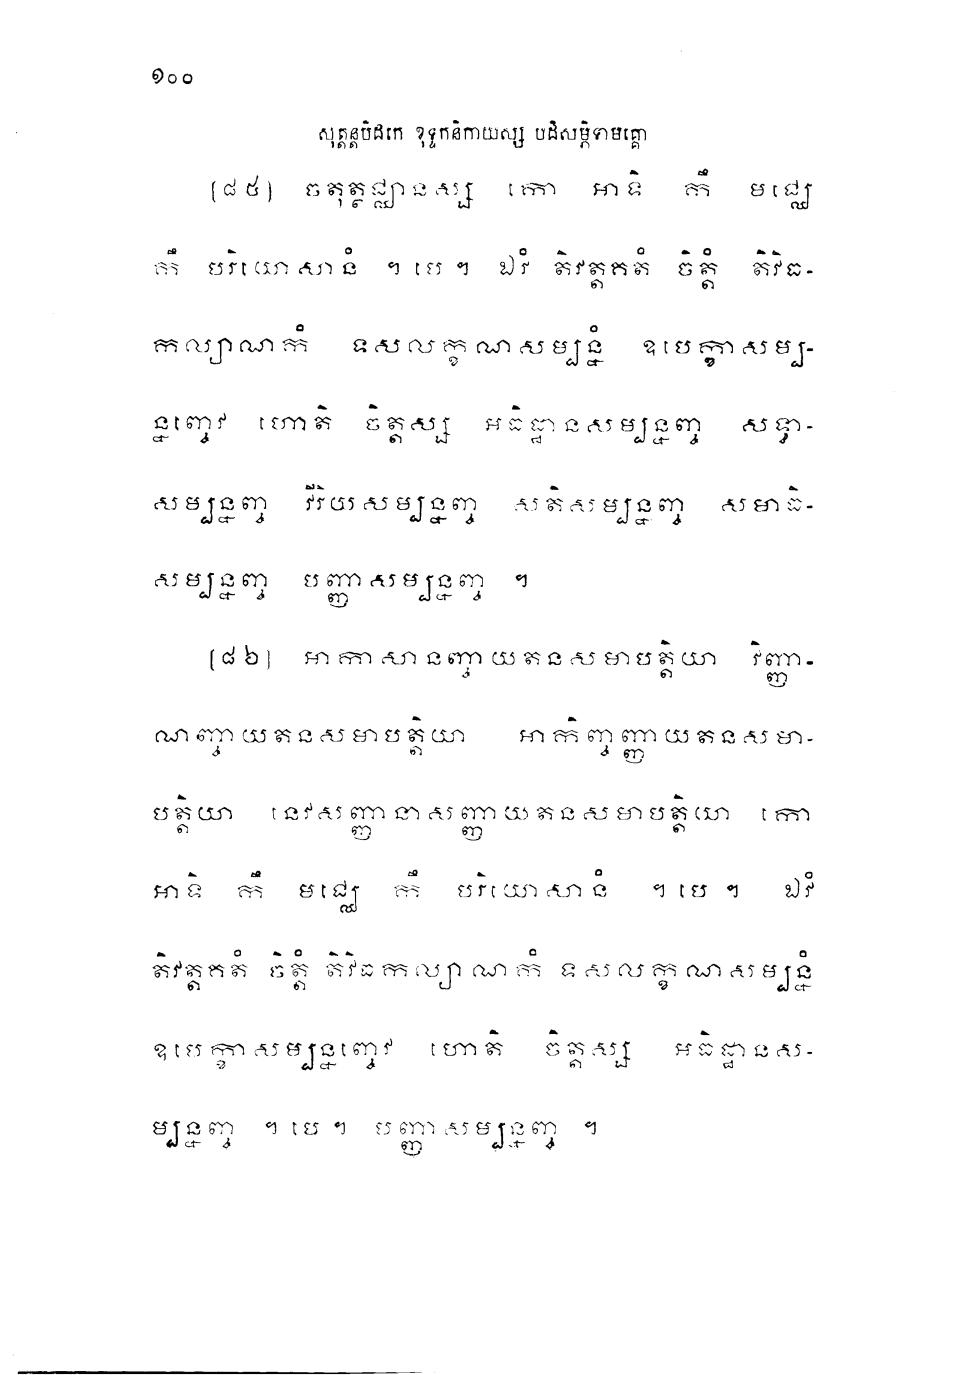 ១០០
សុត្តន្តបិដកេ ខុទ្ទកនិកាយស្ស បដិសម្ភិទាមគ្គោ
(៨៥) ចតុត្ថជ្ឈានស្ស កោ អាទិ កឹ មជ្ឈេ
កឹ បរិយោសានំ ។ បេ ។ ឯវំ តិវត្តកតំ ចិត្តំ តិវិធ-
កល្យាណកំ ទសលក្ខណសម្បន្នំ ឧបេក្ខាសម្ប-
ន្នញ្ចេវ ហោតិ ចិត្តស្ស អធិដ្ឋានសម្បន្នញ្ច សទ្ធា-
សម្បន្នញ្ច វីរិយសម្បន្នញ្ច សតិសម្បន្នញ្ច សមាធិ-
សម្បន្នញ្ច បញ្ញាសម្បន្នញ្ច ។
(៨៦) អាកាសានញ្ចាយតនសមាបត្តិយា វិញ្ញា-
ណញ្ចាយតនសមាបត្តិយា អាកិញ្ចញ្ញាយតនសមា-
បត្តិយា នេវសញ្ញានាសញ្ញាយតនសមាបត្តិយា កោ
អាទិ កឹ មជ្ឈេ កឹ បរិយោសានំ ។ បេ ។ ឯវំ
តិវត្តកតំ ចិត្តំ តិវិធកល្យាណកំ ទសលក្ខណសម្បន្នំ
ឧបេក្ខាសម្បន្នញ្ចេវ ហោតិ ចិត្តស្ស អធិដ្ឋានស-
ម្បន្នញ្ច ។ បេ ។ បញ្ញាសម្បន្នញ្ច ។